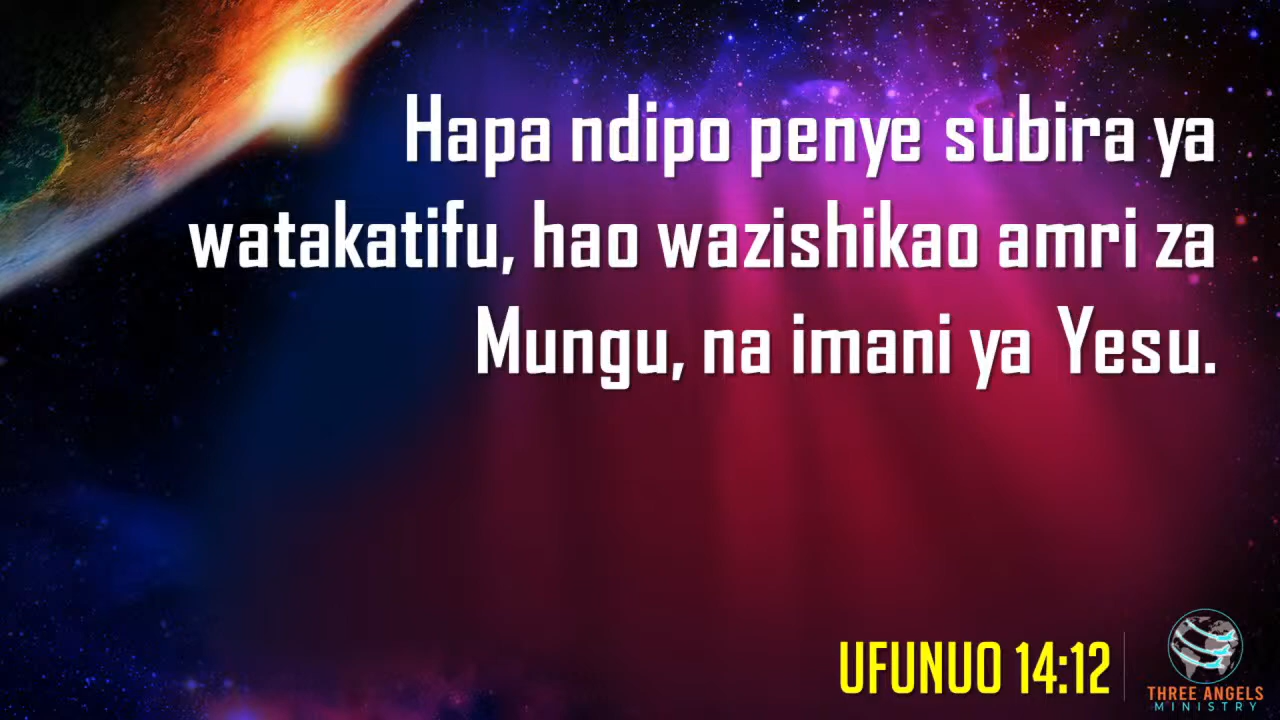 Hapa ndipo penye subira ya
watakatifu, hao wazishikao amri za
Mungu, na imani ya Yesu.
UFUNUO 14:12
THREE ANGELS
MINISTRY